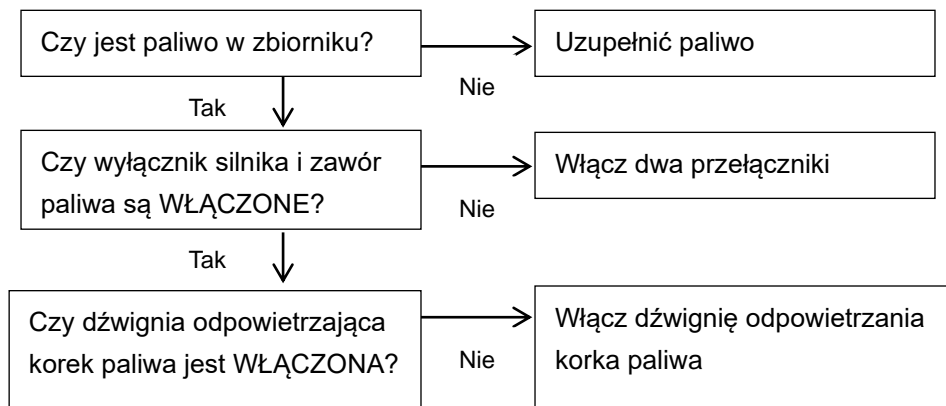 Czy jest paliwo w zbiorniku?
Uzupełnić paliwo
Nie
Tak
Czy wyłącznik silnika i zawór
paliwa są WŁĄCZONE?
Włącz dwa przełączniki
Nie
Tak
Czy dźwignia odpowietrzająca
korek paliwa jest WŁĄCZONA?
Włącz dźwignię odpowietrzania
korka paliwa
Nie